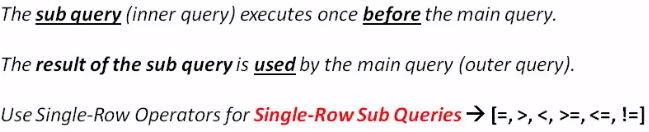 The sub query (inner query) executes once before the main query.
The result of the sub query is used by the main query (outer query).
Use Single-Row Operators for Single-Row Sub Queries → [=, >, <, >=, <=, !=]